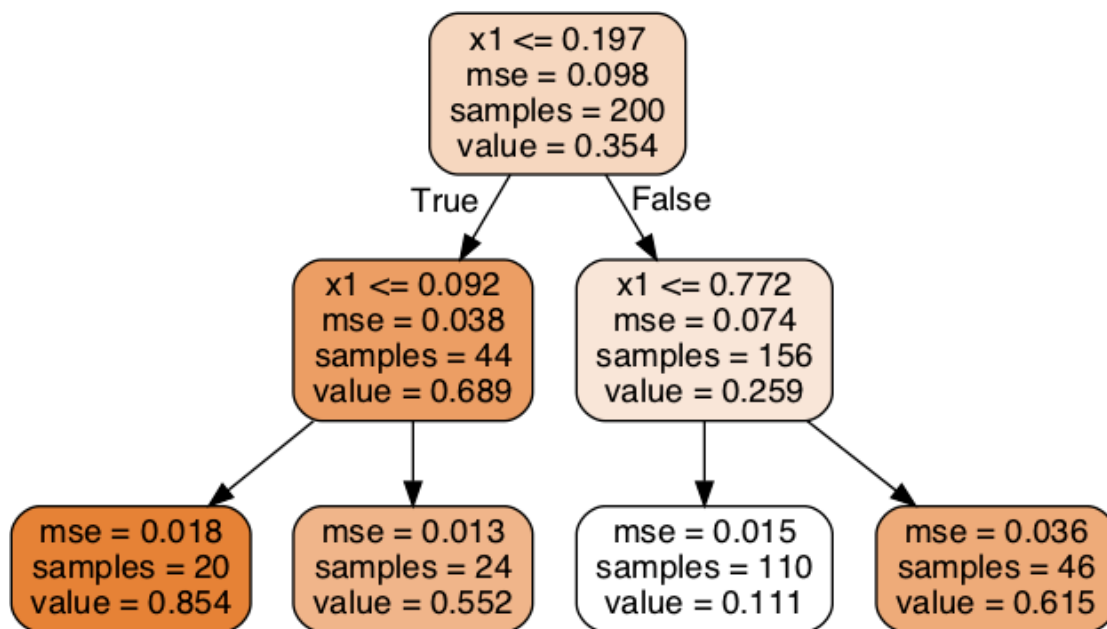 x1 <= 0.197
mse = 0.098
samples = 200
value = 0.354
True
False
x1 <= 0.092
mse = 0.038
samples = 44
value = 0.689
x1 <= 0.772
mse = 0.074
samples = 156
value = 0.259
mse = 0.018
samples = 20
value = 0.854
mse = 0.013
samples = 24
value = 0.552
mse = 0.015
samples = 110
value = 0.111
mse = 0.036
samples = 46
value = 0.615